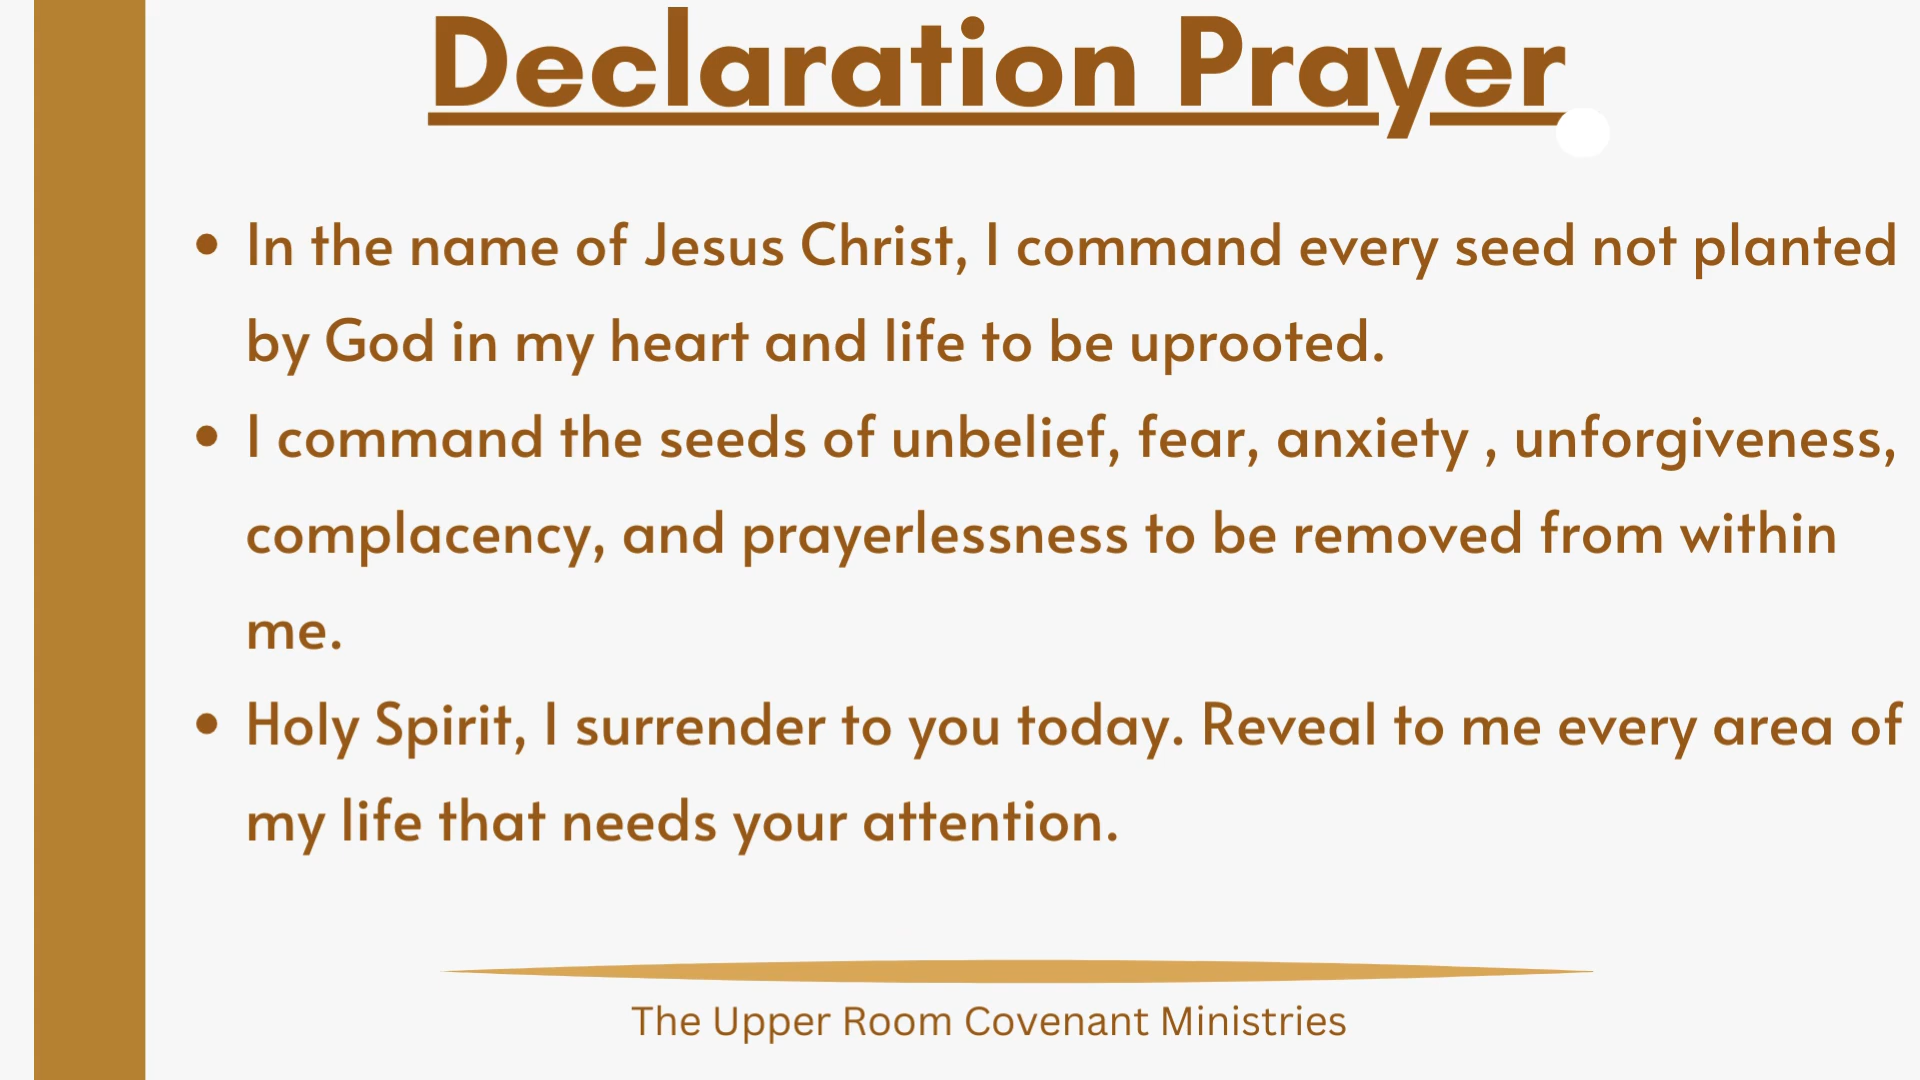 Declaration Prayer
• In the name of Jesus Christ, I command every seed not planted
by God in my heart and life to be uprooted.
• I command the seeds of unbelief, fear, anxiety , unforgiveness,
complacency, and prayerlessness to be removed from within
me.
• Holy Spirit, I surrender to you today. Reveal to me every area of
my life that needs your attention.
The Upper Room Covenant Ministries